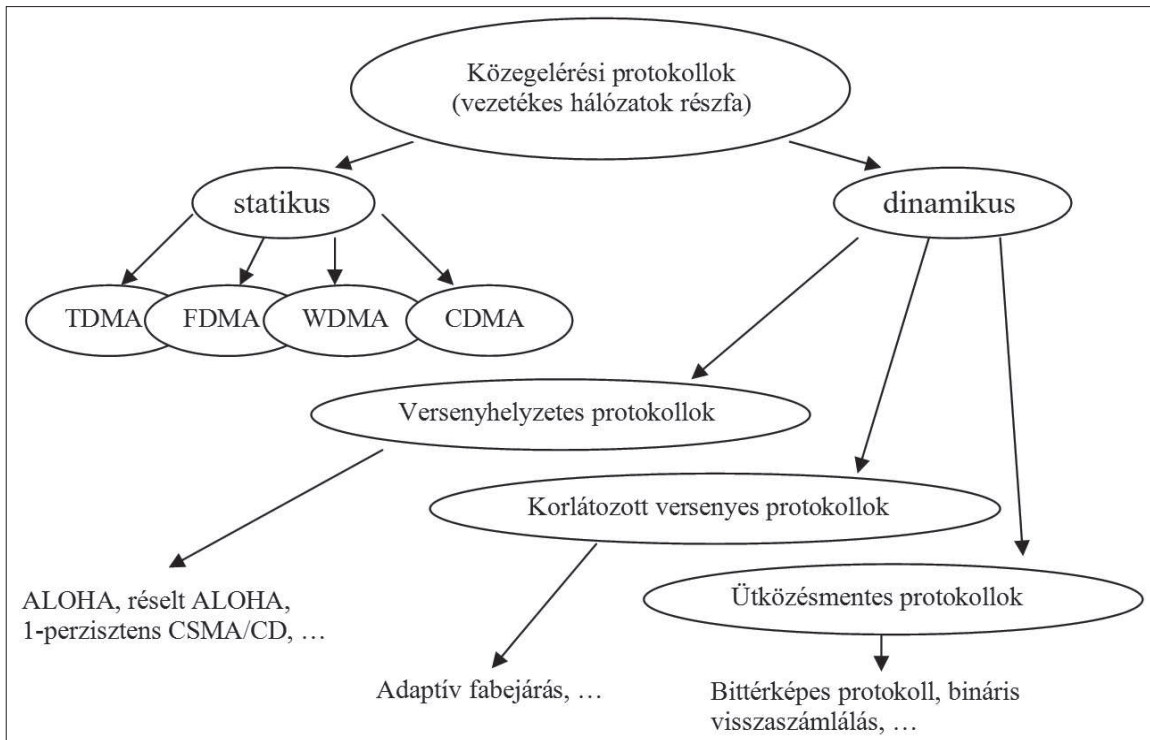 Közegelérési protokollok
(vezetékes hálózatok részfa)
statikus
dinamikus
TDMA
FDMA
WDMA
CDMA
Versenyhelyzetes protokollok
Korlátozott versenyes protokollok
Ütközésmentes protokollok
ALOHA, réselt ALOHA,
1-perzisztens CSMA/CD, …
Adaptív fabejárás, …
Bittérképes protokoll, bináris
visszaszámlálás, …